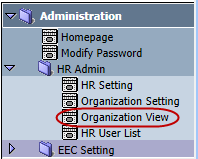 Administration
Homepage
Modify Password
HR Admin
HR Setting
Organization Setting
Organization View
HR User List
EEC Setting